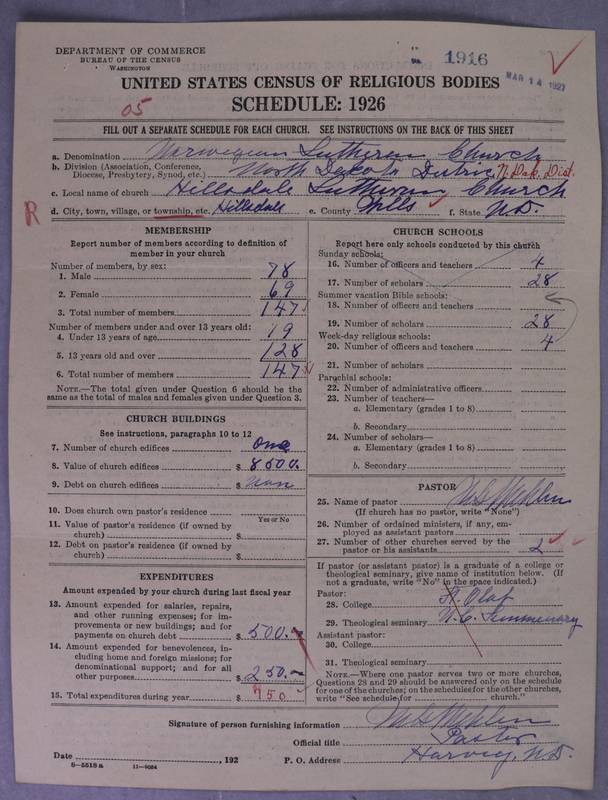 DEPARTMENT OF COMMERCE
BUREAU OF THE CENSUS
WASHINGTON
1916
MAR 14 1927
UNITED STATES CENSUS OF RELIGIOUS BODIES
SCHEDULE: 1926
05
FILL OUT A SEPARATE SCHEDULE FOR EACH CHURCH. SEE INSTRUCTIONS ON THE BACK OF THIS SHEET
a. Denomination Norwegian Lutheran Church
b. Division (Association, Conference, Diocese, Presbytery, Synod, etc.) North Dakota District N. Dak. Dist.
c. Local name of church Hillsdale Lutheran Church
R d. City, town, village, or township, etc. Hillsdale e. County Wells f. State N.D.
MEMBERSHIP
Report number of members according to definition of member in your church
Number of members, by sex:
1. Male 78
2. Female 69
3. Total number of members 147
Number of members under and over 13 years old:
4. Under 13 years of age 19
5. 13 years old and over 128
6. Total number of members 147
NOTE.—The total given under Question 6 should be the same as the total of males and females given under Question 3.
CHURCH BUILDINGS
See instructions, paragraphs 10 to 12
7. Number of church edifices One
8. Value of church edifices $ 8500.
9. Debt on church edifices $ non
10. Does church own pastor's residence
Yes or No
11. Value of pastor's residence (if owned by church) $
12. Debt on pastor's residence (if owned by church) $
EXPENDITURES
Amount expended by your church during last fiscal year
13. Amount expended for salaries, repairs, and other running expenses; for improvements or new buildings; and for payments on church debt $ 500.
14. Amount expended for benevolences, including home and foreign missions; for denominational support; and for all other purposes $ 250.
15. Total expenditures during year $ 750
CHURCH SCHOOLS
Report here only schools conducted by this church
Sunday schools:
16. Number of officers and teachers 4
17. Number of scholars 28
Summer vacation Bible schools:
18. Number of officers and teachers
19. Number of scholars 28
Week-day religious schools:
20. Number of officers and teachers 4
21. Number of scholars
Parochial schools:
22. Number of administrative officers
23. Number of teachers—
a. Elementary (grades 1 to 8)
b. Secondary
24. Number of scholars—
a. Elementary (grades 1 to 8)
b. Secondary
PASTOR
25. Name of pastor
(If church has no pastor, write "None")
26. Number of ordained ministers, if any, employed as assistant pastors
27. Number of other churches served by the pastor or his assistants 2
If pastor (or assistant pastor) is a graduate of a college or theological seminary, give name of institution below. (If not a graduate, write "No" in the space indicated.)
Pastor:
28. College St. Olaf
29. Theological seminary
Assistant pastor:
30. College
31. Theological seminary
NOTE.—Where one pastor serves two or more churches, Questions 28 and 29 should be answered only on the schedule for one of the churches; on the schedules for the other churches, write "See schedule for church."
Signature of person furnishing information
Official title Pastor
Date , 192 P. O. Address Harvey, N.D.
8-5518a 11-9054